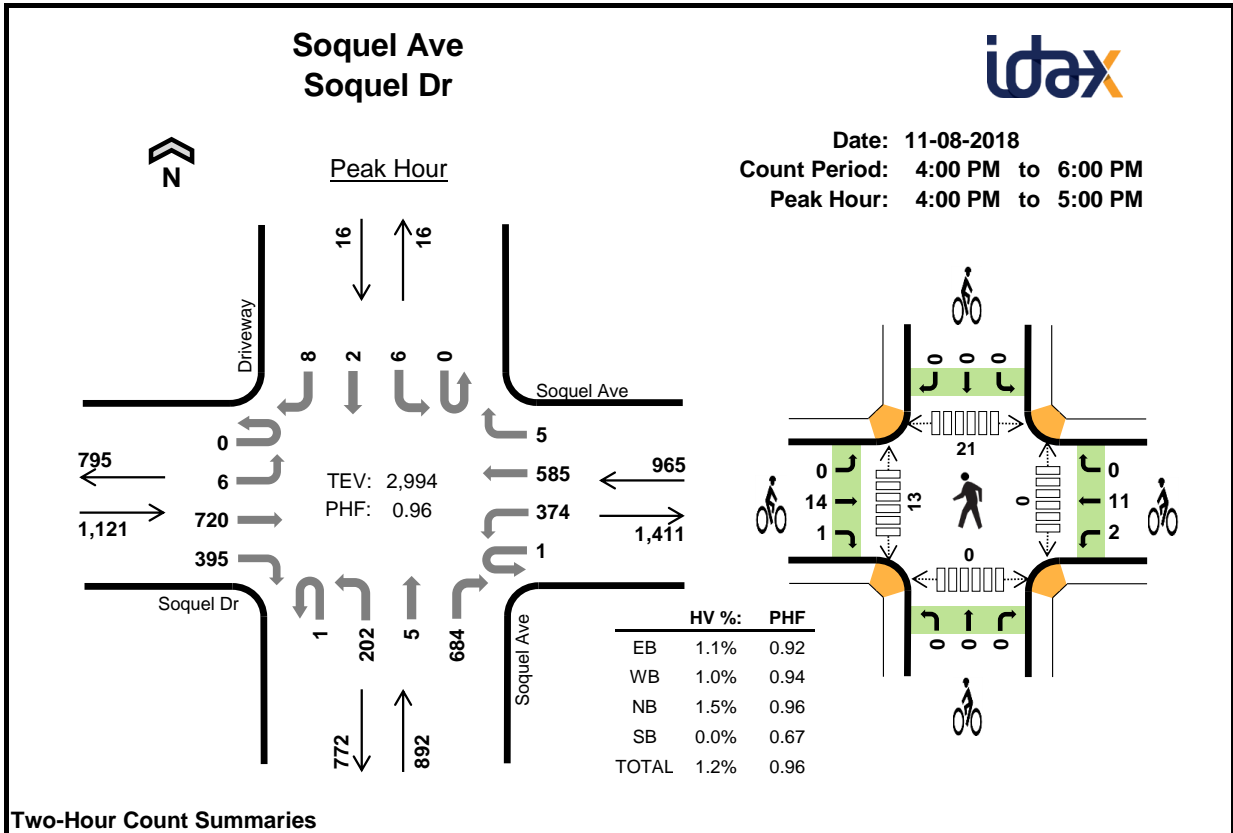 Soquel Ave
Soquel Dr
idax
Date: 11-08-2018
Count Period: 4:00 PM to 6:00 PM
Peak Hour: 4:00 PM to 5:00 PM
N
Peak Hour
16 16
Driveway
8 2 6 0
Soquel Ave
0
6
720
395
795
1,121
TEV: 2,994
PHF: 0.96
5
585
374
1
965
1,411
Soquel Dr
1 202 5 684
Soquel Ave
772 892
0 0 0
21
0
14
1
13
0
0
11
2
0
0 0 0
HV %: PHF
EB 1.1% 0.92
WB 1.0% 0.94
NB 1.5% 0.96
SB 0.0% 0.67
TOTAL 1.2% 0.96
Two-Hour Count Summaries